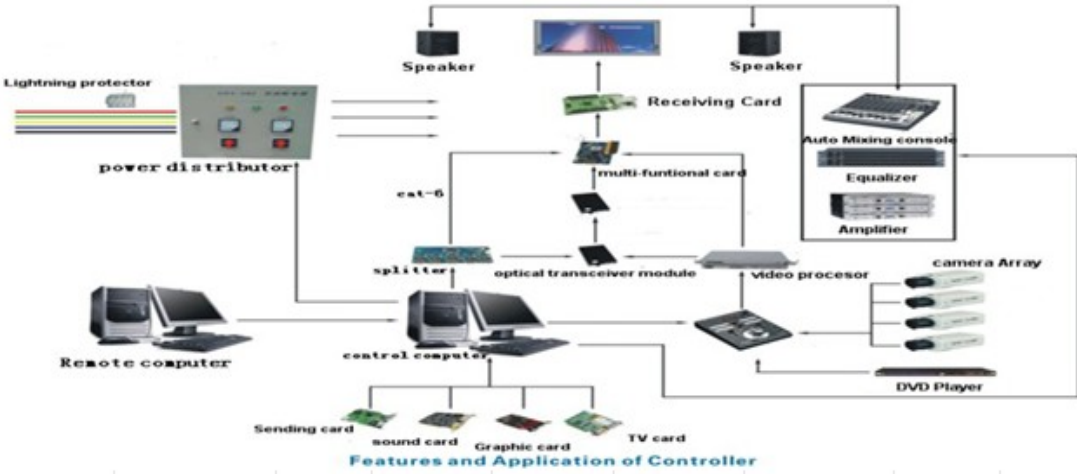 Speaker
Speaker
Lightning protector
Receiving Card
Auto Mixing console
power distributor
multi-funtional card
Equalizer
cat-6
Amplifier
splitter
optical transceiver module
video procesor
camera Array
Remote computer
control computer
DVD Player
Sending card
sound card
Graphic card
TV card
Features and Application of Controller